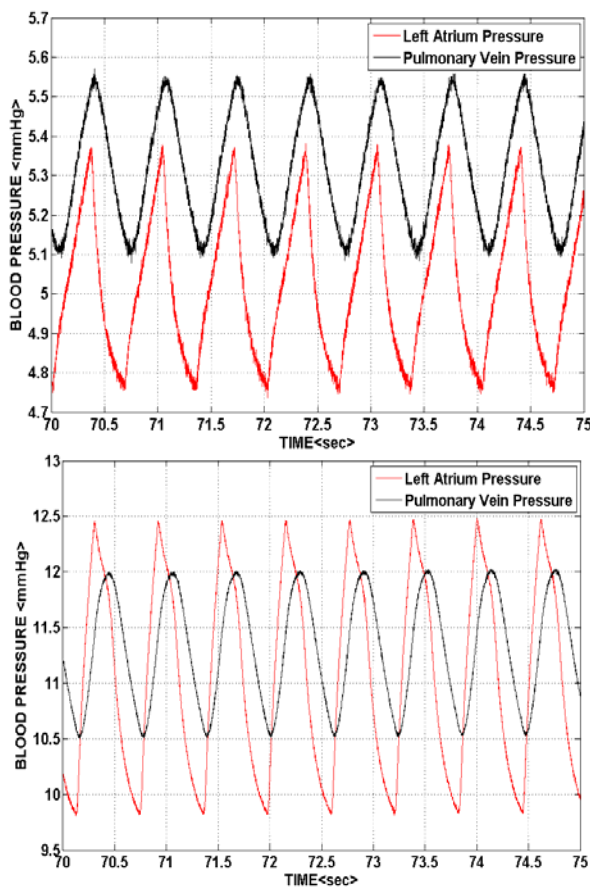 5.7
5.6
5.5
5.4
5.3
5.2
5.1
5
4.9
4.8
4.7
BLOOD PRESSURE <mmHg>
Left Atrium Pressure
Pulmonary Vein Pressure
70 70.5 71 71.5 72 72.5 73 73.5 74 74.5 75
TIME<sec>
13
12.5
12
11.5
11
10.5
10
9.5
BLOOD PRESSURE <mmHg>
Left Atrium Pressure
Pulmonary Vein Pressure
70 70.5 71 71.5 72 72.5 73 73.5 74 74.5 75
TIME<sec>